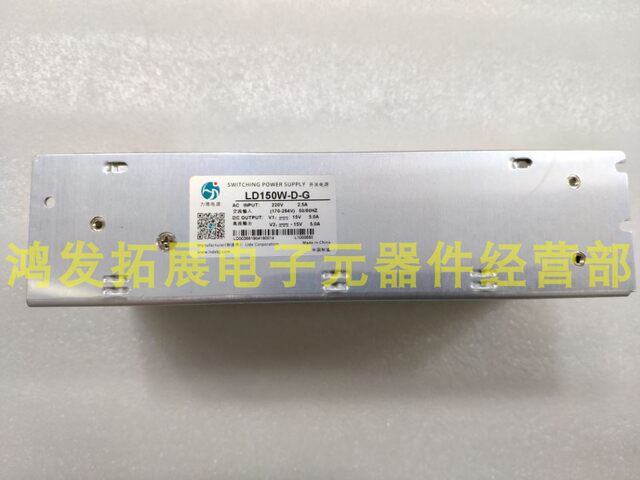 SWITCHING POWER SUPPLY 开关电源
力德电源
LD150W-D-G
AC INPUT: 220V 2.5A
交流输入 (170-264V) 50/60HZ
DC OUTPUT: V1: 15V 5.0A
直流输出 V2: -15V 5.0A
Lide Corporation
Made in China
中国制造
鸿发拓展电子元器件经营部